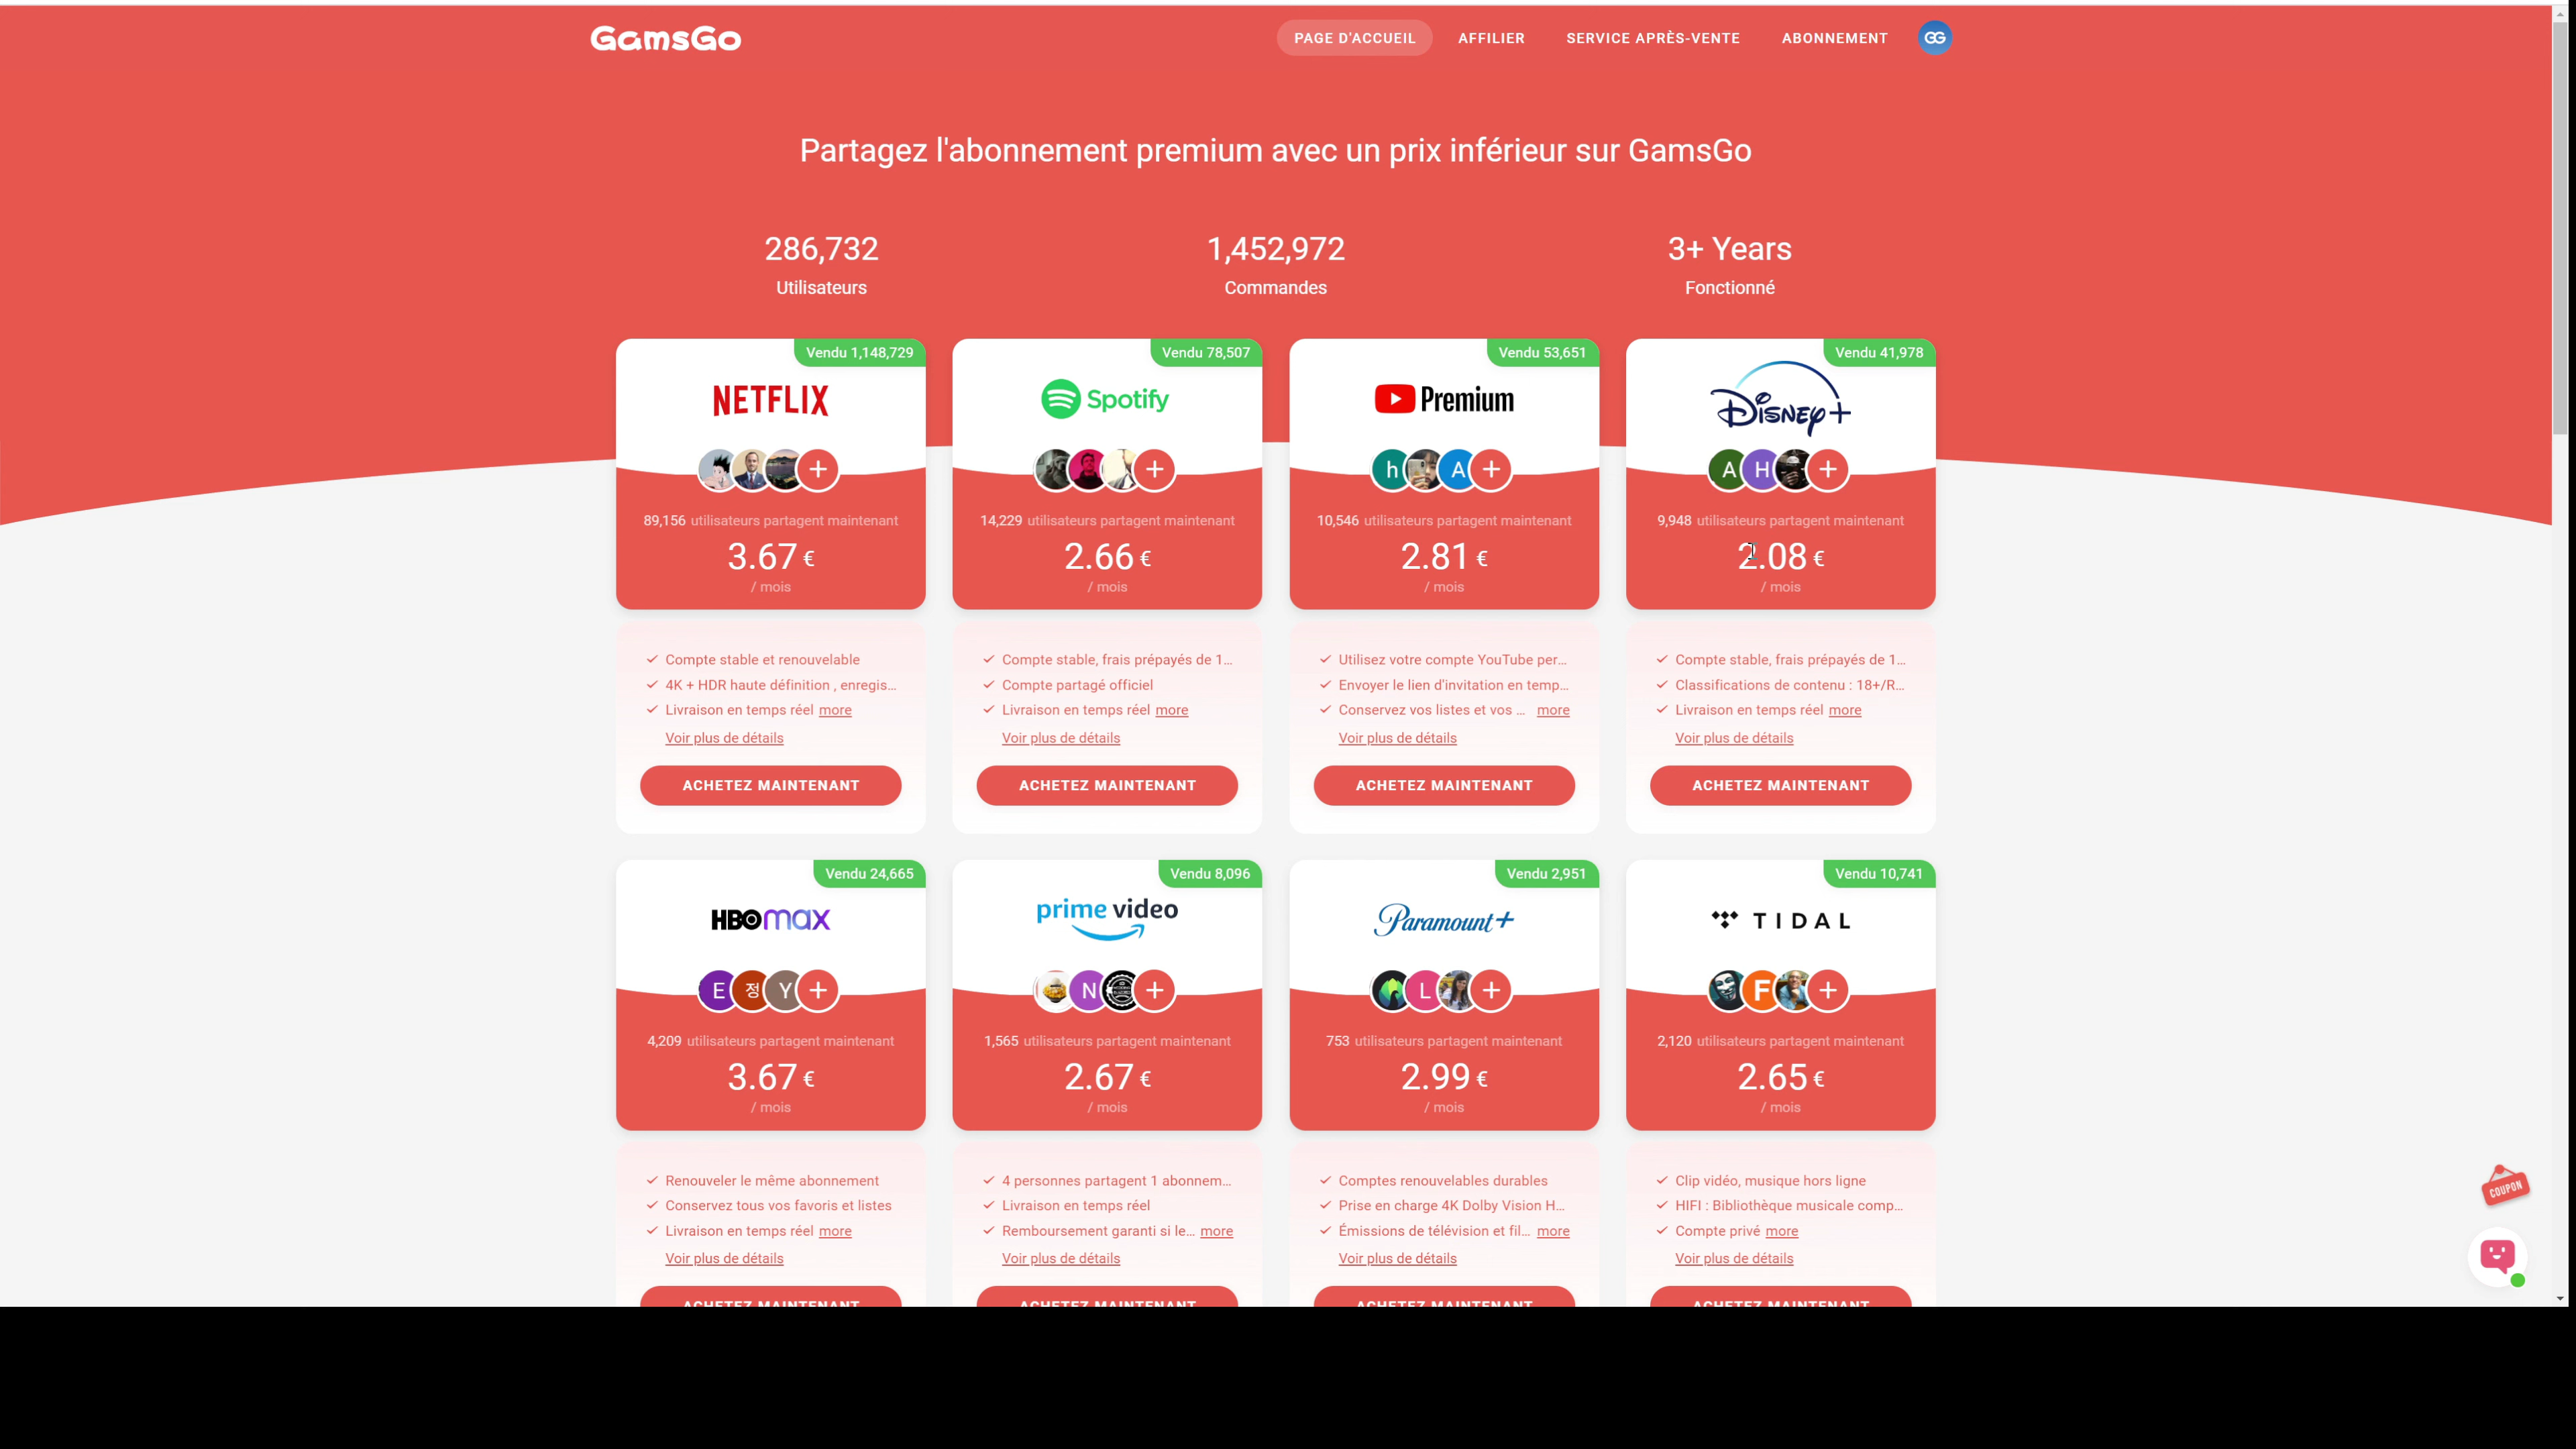 GamsGo
PAGE D'ACCUEIL
AFFILIER
SERVICE APRÈS-VENTE
ABONNEMENT
GG
Partagez l'abonnement premium avec un prix inférieur sur GamsGo
286,732
Utilisateurs
1,452,972
Commandes
3+ Years
Fonctionné
Vendu 1,148,729
NETFLIX
89,156 utilisateurs partagent maintenant
3.67 €
/ mois
Compte stable et renouvelable
4K + HDR haute définition , enregis...
Livraison en temps réel more
Voir plus de détails
ACHETEZ MAINTENANT
Vendu 78,507
Spotify
14,229 utilisateurs partagent maintenant
2.66 €
/ mois
Compte stable, frais prépayés de 1...
Compte partagé officiel
Livraison en temps réel more
Voir plus de détails
ACHETEZ MAINTENANT
Vendu 53,651
Premium
h A
10,546 utilisateurs partagent maintenant
2.81 €
/ mois
Utilisez votre compte YouTube per...
Envoyer le lien d'invitation en temp...
Conservez vos listes et vos ... more
Voir plus de détails
ACHETEZ MAINTENANT
Vendu 41,978
Disney+
A H
9,948 utilisateurs partagent maintenant
2.08 €
/ mois
Compte stable, frais prépayés de 1...
Classifications de contenu : 18+/R...
Livraison en temps réel more
Voir plus de détails
ACHETEZ MAINTENANT
Vendu 24,665
HBOmax
E 정 Y
4,209 utilisateurs partagent maintenant
3.67 €
/ mois
Renouveler le même abonnement
Conservez tous vos favoris et listes
Livraison en temps réel more
Voir plus de détails
ACHETEZ MAINTENANT
Vendu 8,096
prime video
N
1,565 utilisateurs partagent maintenant
2.67 €
/ mois
4 personnes partagent 1 abonnem...
Livraison en temps réel
Remboursement garanti si le... more
Voir plus de détails
ACHETEZ MAINTENANT
Vendu 2,951
Paramount+
L
753 utilisateurs partagent maintenant
2.99 €
/ mois
Comptes renouvelables durables
Prise en charge 4K Dolby Vision H...
Émissions de télévision et fil... more
Voir plus de détails
ACHETEZ MAINTENANT
Vendu 10,741
TIDAL
F
2,120 utilisateurs partagent maintenant
2.65 €
/ mois
Clip vidéo, musique hors ligne
HIFI : Bibliothèque musicale comp...
Compte privé more
Voir plus de détails
ACHETEZ MAINTENANT
COUPON